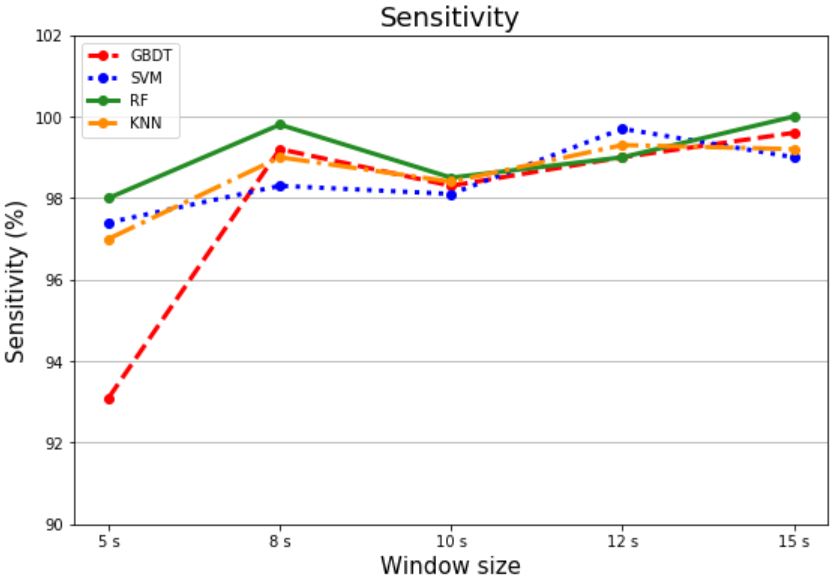 Sensitivity
102
100
98
96
94
92
90
Sensitivity (%)
GBDT
SVM
RF
KNN
5 s
8 s
10 s
12 s
15 s
Window size